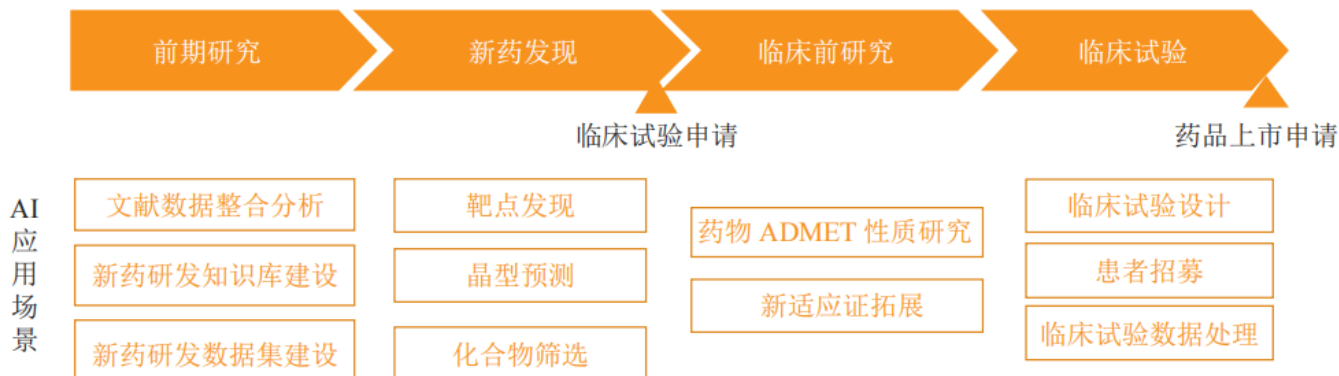 前期研究
新药发现
临床前研究
临床试验
临床试验申请
药品上市申请
AI
应
用
场
景
文献数据整合分析
新药研发知识库建设
新药研发数据集建设
靶点发现
晶型预测
化合物筛选
药物 ADMET 性质研究
新适应证拓展
临床试验设计
患者招募
临床试验数据处理